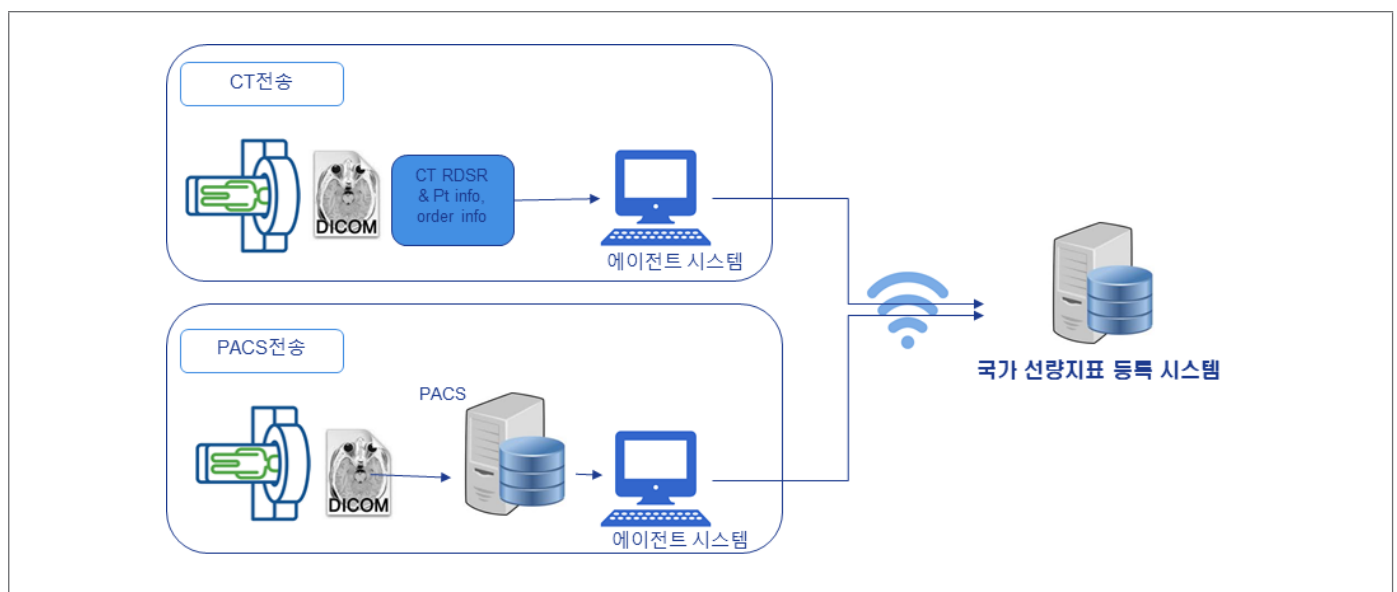 CT전송
DICOM
CT RDSR
& Pt info,
order info
에이전트 시스템
PACS전송
PACS
DICOM
에이전트 시스템
국가 선량지표 등록 시스템